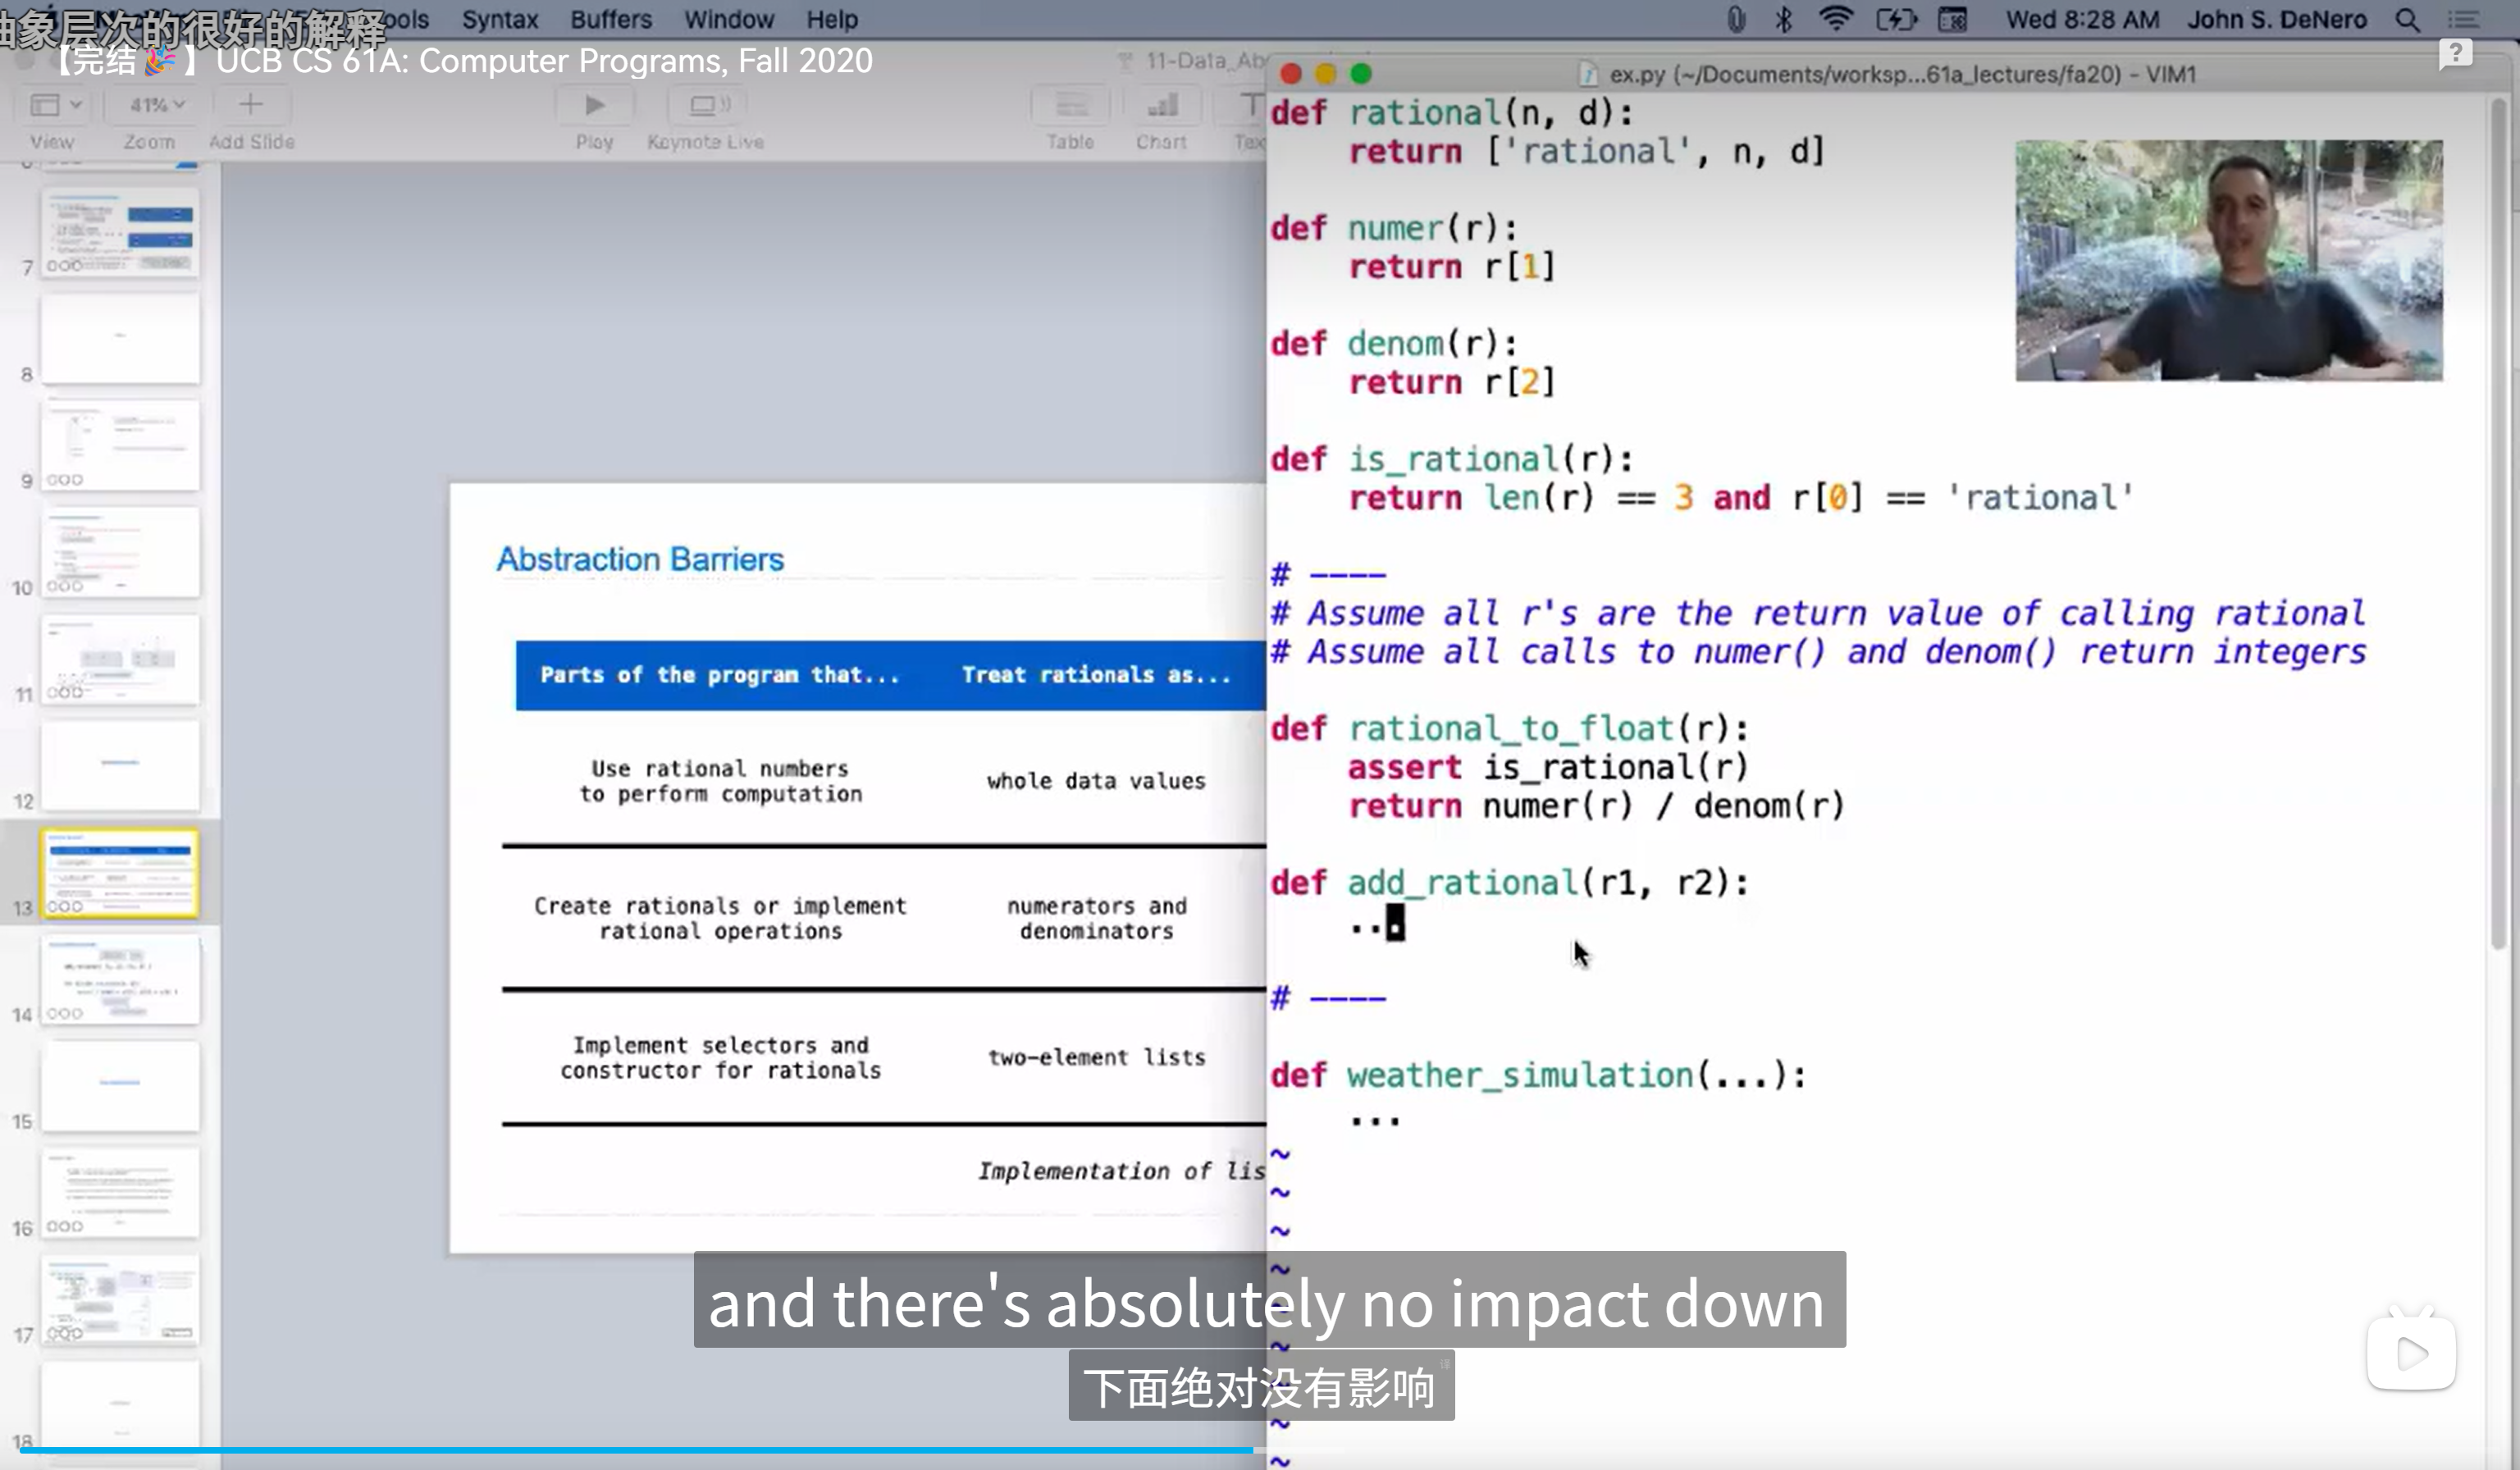 抽象层次的很好的解释
ools Syntax Buffers Window Help
Wed 8:28 AM John S. DeNero
【完结🎉】UCB CS 61A: Computer Programs, Fall 2020
11-Data_Ab
41%
View Zoom Add Slide Play Keynote Live Table Chart Tex
ex.py (~/Documents/worksp...61a_lectures/fa20) - VIM1
7
8
9
10
11
12
13
14
15
16
17
18
Abstraction Barriers
Parts of the program that... Treat rationals as...
Use rational numbers
to perform computation
whole data values
Create rationals or implement
rational operations
numerators and
denominators
Implement selectors and
constructor for rationals
two-element lists
Implementation of lis
def rational(n, d):
    return ['rational', n, d]
def numer(r):
    return r[1]
def denom(r):
    return r[2]
def is_rational(r):
    return len(r) == 3 and r[0] == 'rational'
# ----
# Assume all r's are the return value of calling rational
# Assume all calls to numer() and denom() return integers
def rational_to_float(r):
    assert is_rational(r)
    return numer(r) / denom(r)
def add_rational(r1, r2):
    ...
# ----
def weather_simulation(...):
    ...
~
~
~
~
~
~
~
~
~
and there's absolutely no impact down
下面绝对没有影响